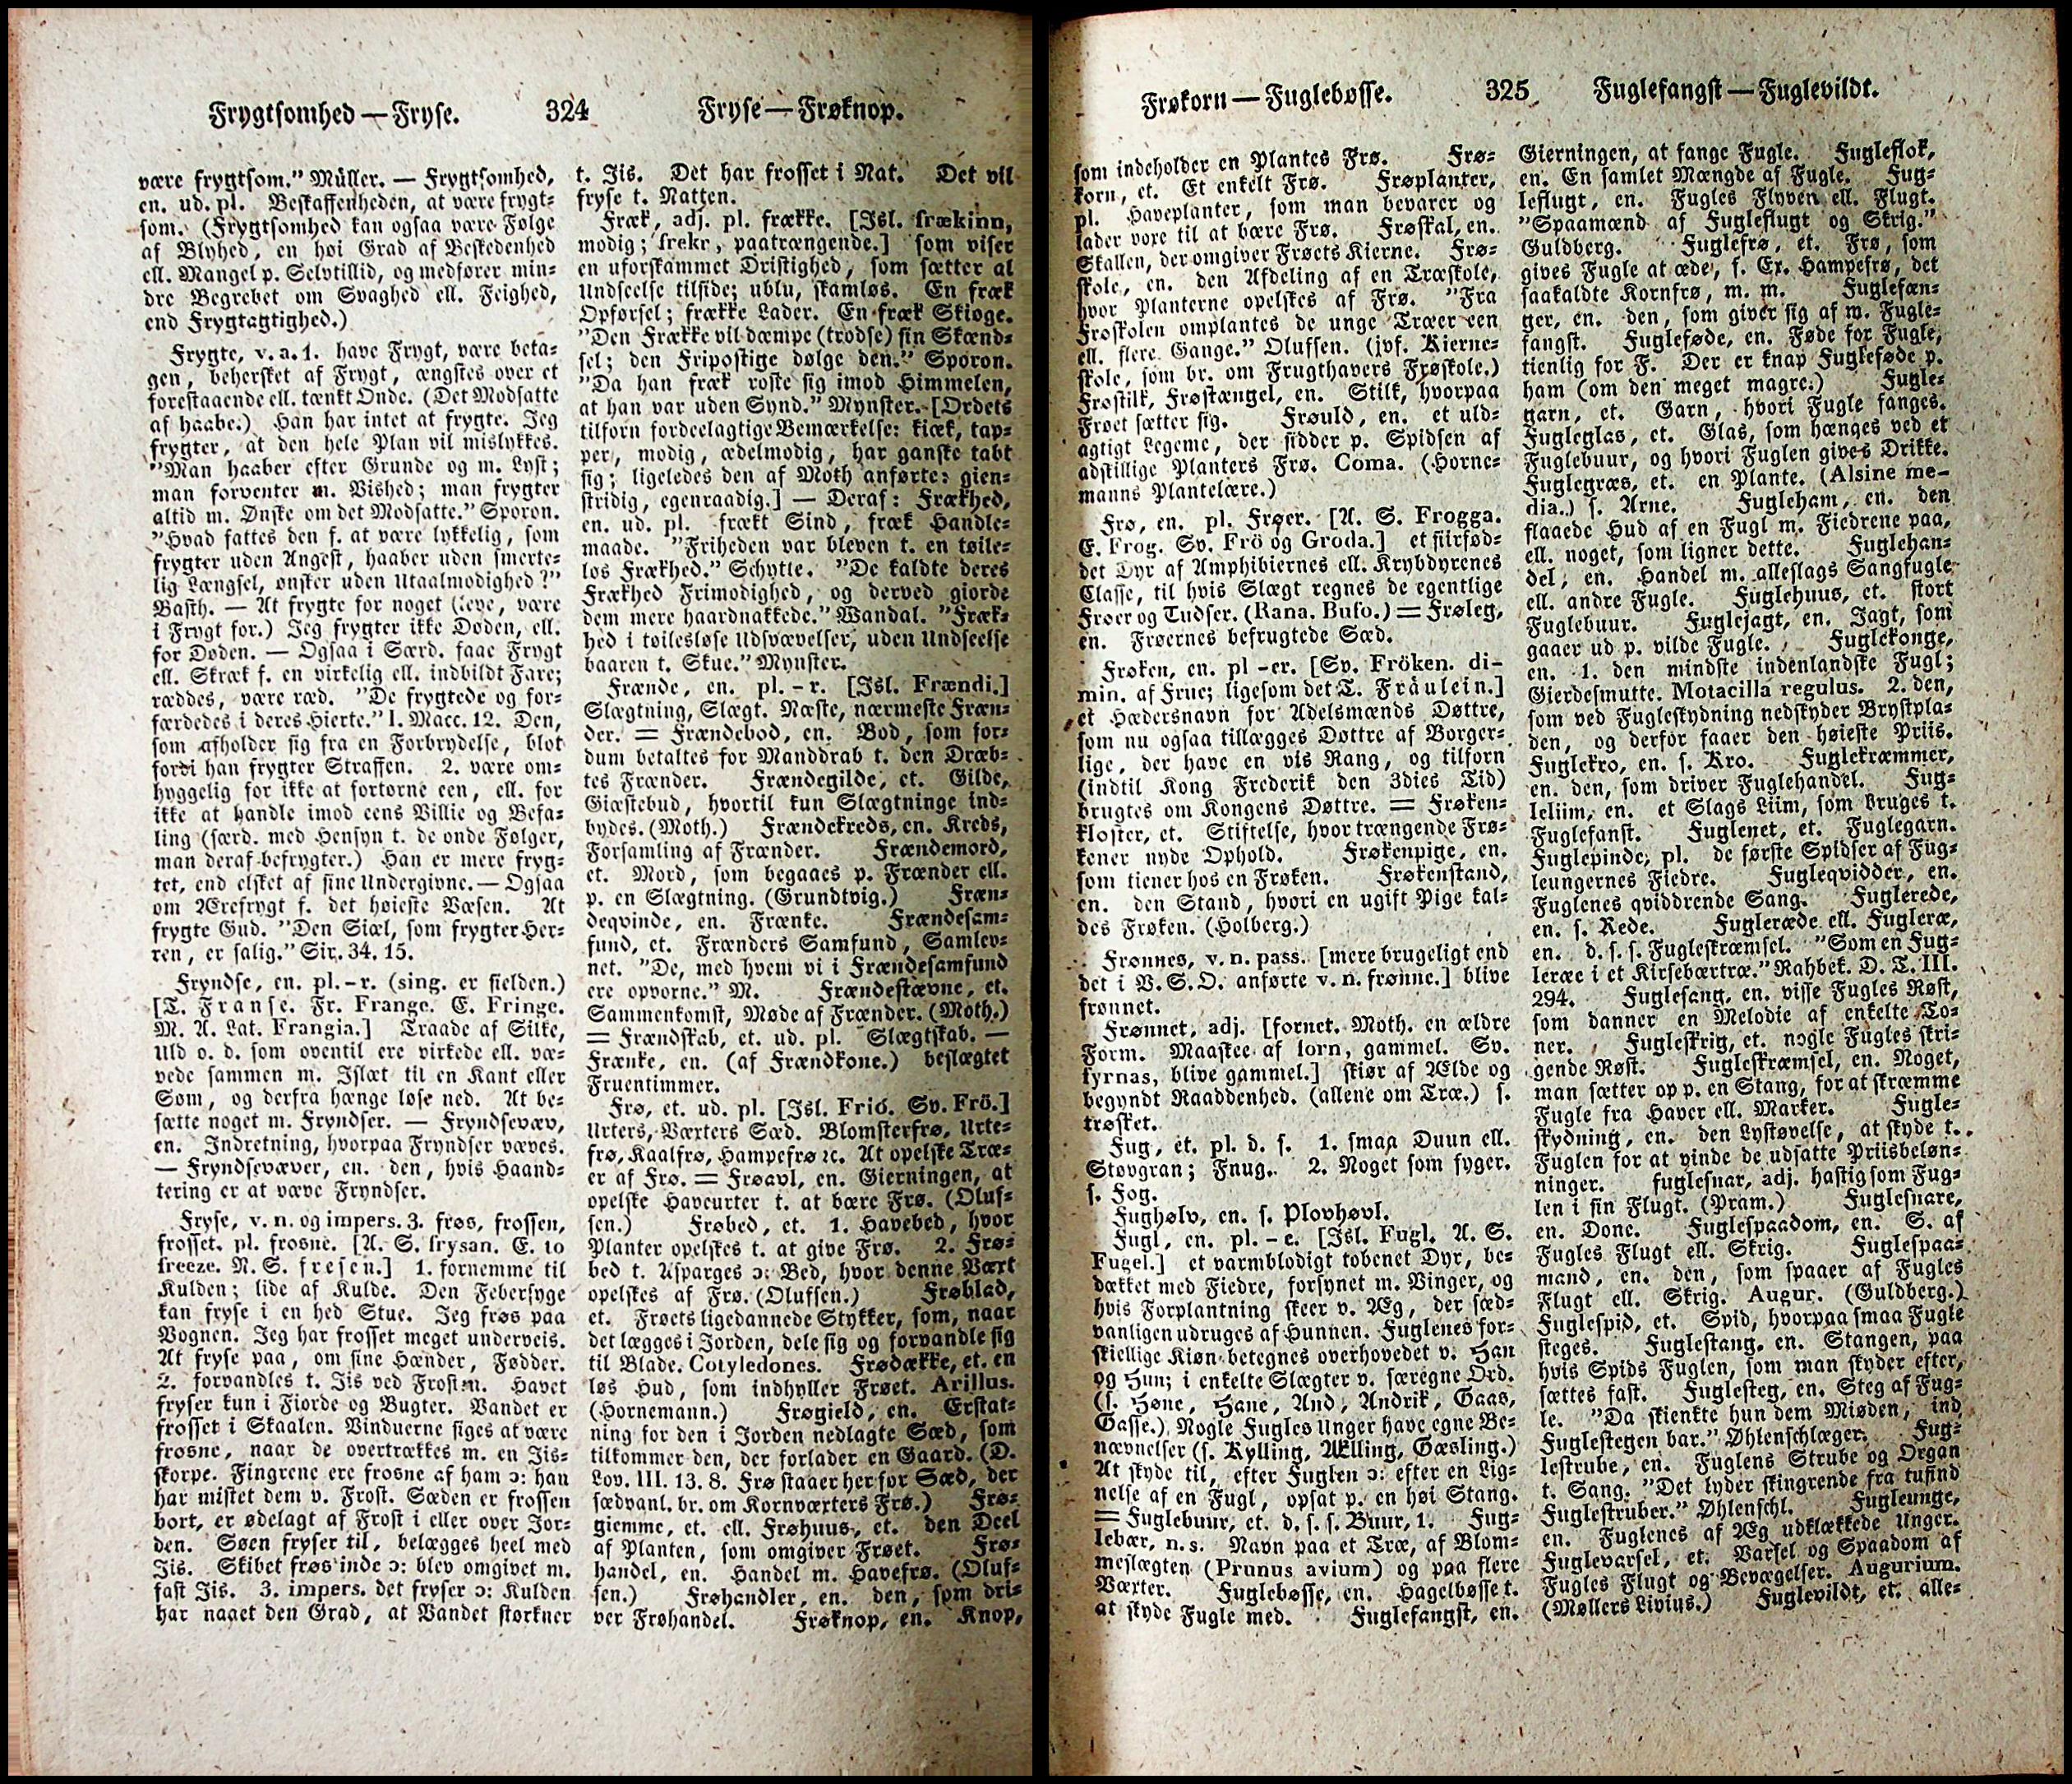 Frygtsomhed — Fryse.
324
Fryse — Frøknop.
være frygtsom." Müller. — Frygtsomhed,
en. ud. pl. Beskaffenheden, at være frygt-
som. (Frygtsomhed kan ogsaa være Følge
af Blyhed, en høi Grad af Beskedenhed
ell. Mangel p. Selvtillid, og medfører min-
dre Begrebet om Svaghed ell. Feighed,
end Frygtagtighed.)
Frygte, v. a. 1. have Frygt, være beta-
gen, behersket af Frygt, ængstes over et
forestaaende ell. tænkt Onde. (Det Modsatte
af haabe.) Han har intet at frygte. Jeg
frygter, at den hele Plan vil mislykkes.
"Man haaber efter Grunde og m. Lyst;
man forventer m. Vished; man frygter
altid m. Ønske om det Modsatte." Sporon.
"Hvad fattes den f. at være lykkelig, som
frygter uden Angest, haaber uden smerte-
lig Længsel, ønsker uden Utaalmodighed?"
Basth. — At frygte for noget (leve, være
i Frygt for.) Jeg frygter ikke Døden, ell.
for Døden. — Ogsaa i Særd. faae Frygt
ell. Skræk f. en virkelig ell. indbildt Fare;
ræddes, være ræd. "De frygtede og for-
færdedes i deres Hierte." I. Macc. 12. Den,
som afholder sig fra en Forbrydelse, blot
fordi han frygter Straffen. 2. være om-
hyggelig for ikke at fortørne een, ell. for
ikke at handle imod eens Villie og Befa-
ling (særd. med Hensyn t. de onde Følger,
man deraf befrygter.) Han er mere fryg-
tet, end elsket af sine Undergivne. — Ogsaa
om Ærefrygt f. det høieste Væsen. At
frygte Gud. "Den Siæl, som frygter Her-
ren, er salig." Sir. 34. 15.
Fryndse, en. pl. -r. (sing. er sielden.)
[T. Franse. Fr. Frange. E. Fringe.
M. A. Lat. Frangia.] Traade af Silke,
Uld o. d. som oventil ere virkede ell. væ-
vede sammen m. Islæt til en Kant eller
Søm, og derfra hænge løse ned. At be-
sætte noget m. Fryndser. — Fryndsevæv,
en. Indretning, hvorpaa Fryndser væves.
— Fryndsevæver, en. den, hvis Haand-
tering er at væve Fryndser.
Fryse, v. n. og impers. 3. frøs, frossen,
frosset. pl. frosne. [A. S. frysan. E. to
freeze. N. S. fresen.] 1. fornemme til
Kulden; lide af Kulde. Den Febersyge
kan fryse i en hed Stue. Jeg frøs paa
Vognen. Jeg har frosset meget underveis.
At fryse paa, om sine Hænder, Fødder.
2. forvandles t. Jis ved Frosten. Havet
fryser kun i Fiorde og Bugter. Vandet er
frosset i Skaalen. Vinduerne siges at være
frosne, naar de overtrækkes m. en Jis-
skorpe. Fingrene ere frosne af ham ɔ: han
har mistet dem v. Frost. Sæden er frossen
bort, er ødelagt af Frost i eller over Jor-
den. Søen fryser til, belægges heel med
Jis. Skibet frøs inde ɔ: blev omgivet m.
fast Jis. 3. impers. det fryser ɔ: Kulden
har naaet den Grad, at Vandet størkner
t. Jis. Det har frosset i Nat. Det vil
fryse t. Natten.
Fræk, adj. pl. frække. [Isl. frækinn,
modig; frekr, paatrængende.] som viser
en uforskammet Dristighed, som sætter al
Undseelse tilside; ublu, skamløs. En fræk
Opførsel; frække Lader. En fræk Skiøge.
"Den Frække vil dæmpe (trodse) sin Skænd-
sel; den Fripostige dølge den." Sporon.
"Da han fræk roste sig imod Himmelen,
at han var uden Synd." Mynster. [Ordets
tilforn fordeelagtige Bemærkelse: kiæk, tap-
per, modig, ædelmodig, har ganske tabt
sig; ligeledes den af Moth anførte: gien-
stridig, egenraadig.] — Deraf: Frækhed,
en. ud. pl. frækt Sind, fræk Handle-
maade. "Friheden var bleven t. en tøile-
løs Frækhed." Schytte. "De kaldte deres
Frækhed Frimodighed, og derved giorde
dem mere haardnakkede." Wandal. "Fræk-
hed i tøilesløse Udsvævelser, uden Undseelse
baaren t. Skue." Mynster.
Frænde, en. pl. -r. [Isl. Frændi.]
Slægtning, Slægt. Næste, nærmeste Fræn-
der. = Frændebod, en. Bod, som for-
dum betaltes for Manddrab t. den Dræb-
tes Frænder. Frændegilde, et. Gilde,
Giæstebud, hvortil kun Slægtninge ind-
bydes. (Moth.) Frændekreds, en. Kreds,
Forsamling af Frænder. Frændemord,
et. Mord, som begaaes p. Frænder ell.
p. en Slægtning. (Grundtvig.) Fræn-
deqvinde, en. Frænke. Frændesam-
fund, et. Frænders Samfund, Samlev-
net. "De, med hvem vi i Frændesamfund
ere opvorne." M. Frændestævne, et.
Sammenkomst, Møde af Frænder. (Moth.)
= Frændskab, et. ud. pl. Slægtskab. —
Frænke, en. (af Frændkone.) beslægtet
Fruentimmer.
Frø, et. ud. pl. [Isl. Frió. Sv. Frö.]
Urters, Værters Sæd. Blomsterfrø, Urte-
frø, Kaalfrø, Hampefrø ꝛc. At opelske Træ-
er af Frø. = Frøavl, en. Gierningen, at
opelske Haveurter t. at bære Frø. (Oluf-
sen.) Frøbed, et. 1. Havebed, hvor
Planter opelskes t. at give Frø. 2. Frø-
bed t. Asparges ɔ: Bed, hvor denne Vært
opelskes af Frø. (Olufsen.) Frøblad,
et. Frøets ligedannede Stykker, som, naar
det lægges i Jorden, dele sig og forvandle sig
til Blade. Cotyledones. Frødække, et. en
løs Hud, som indhyller Frøet. Arillus.
(Hornemann.) Frøgield, en. Erstat-
ning for den i Jorden nedlagte Sæd, som
tilkommer den, der forlader en Gaard. (D.
Lov. III. 13. 8. Frø staaer her for Sæd, der
sædvanl. br. om Kornværters Frø.) Frø-
giemme, et. ell. Frøhuus, et. den Deel
af Planten, som omgiver Frøet. Frø-
handel, en. Handel m. Havefrø. (Oluf-
sen.) Frøhandler, en. den, som dri-
ver Frøhandel. Frøknop, en. Knop,
Frøkorn — Fuglebøsse.
325
Fuglefangst — Fuglevildt.
som indeholder en Plantes Frø. Frø-
korn, et. Et enkelt Frø. Frøplanter,
pl. Haveplanter, som man bevarer og
lader voxe til at bære Frø. Frøskal, en.
Skallen, der omgiver Frøets Kierne. Frø-
skole, en. den Afdeling af en Træskole,
hvor Planterne opelskes af Frø. "Fra
Frøskolen omplantes de unge Træer een
ell. flere Gange." Olufsen. (jvf. Kierne-
skole, som br. om Frugthavers Frøskole.)
Frøstilk, Frøstængel, en. Stilk, hvorpaa
Frøet sætter sig. Frøuld, en. et uld-
agtigt Legeme, der sidder p. Spidsen af
adskillige Planters Frø. Coma. (Horne-
manns Plantelære.)
Frø, en. pl. Frøer. [A. S. Frogga.
E. Frog. Sv. Frö og Groda.] et fiirfød-
det Dyr af Amphibiernes ell. Krybdyrenes
Classe, til hvis Slægt regnes de egentlige
Frøer og Tudser. (Rana. Bufo.) = Frøleg,
en. Frøernes befrugtede Sæd.
Frøken, en. pl -er. [Sv. Fröken. di-
min. af Frue; ligesom det T. Fräulein.]
et Hædersnavn for Adelsmænds Døttre,
som nu ogsaa tillægges Døttre af Borger-
lige, der have en vis Rang, og tilforn
(indtil Kong Frederik den 3dies Tid)
brugtes om Kongens Døttre. = Frøken-
kloster, et. Stiftelse, hvor trængende Frø-
kener nyde Ophold. Frøkenpige, en.
som tiener hos en Frøken. Frøkenstand,
en. den Stand, hvori en ugift Pige kal-
des Frøken. (Holberg.)
Frønnes, v. n. pass. [mere brugeligt end
det i V. S. O. anførte v. n. frønne.] blive
frønnet.
Frønnet, adj. [fornet. Moth. en ældre
Form. Maaskee af forn, gammel. Sv.
fyrnas, blive gammel.] skiør af Ælde og
begyndt Raaddenhed. (allene om Træ.) s.
trøsket.
Fug, et. pl. d. s. 1. smaa Duun ell.
Støvgran; Fnug. 2. Noget som fyger.
s. Fog.
Fughølv, en. s. Plovhøvl.
Fugl, en. pl. -e. [Isl. Fugl. A. S.
Fugel.] et varmblodigt tobenet Dyr, be-
dækket med Fiedre, forsynet m. Vinger, og
hvis Forplantning skeer v. Æg, der sæd-
vanligen udruges af Hunnen. Fuglenes for-
skiellige Kiøn betegnes overhovedet v. Han
og Hun; i enkelte Slægter v. særegne Ord.
(s. Høne, Hane, And, Andrik, Gaas,
Gasse.) Nogle Fugles Unger have egne Be-
nævnelser (s. Kylling, Ælling, Gæsling.)
At skyde til, efter Fuglen ɔ: efter en Lig-
nelse af en Fugl, opsat p. en høi Stang.
= Fuglebuur, et. d. s. s. Buur, 1. Fug-
lebær, n. s. Navn paa et Træ, af Blom-
meslægten (Prunus avium) og paa flere
Værter. Fuglebøsse, en. Hagelbøsse t.
at skyde Fugle med. Fuglefangst, en.
Gierningen, at fange Fugle. Fugleflok,
en. En samlet Mængde af Fugle. Fug-
leflugt, en. Fugles Flyven ell. Flugt.
"Spaamænd af Fugleflugt og Skrig."
Guldberg. Fuglefrø, et. Frø, som
gives Fugle at æde, f. Ex. Hampefrø, det
saakaldte Kornfrø, m. m. Fuglefæn-
ger, en. den, som giver sig af m. Fugle-
fangst. Fugleføde, en. Føde for Fugle,
tienlig for F. Der er knap Fugleføde p.
ham (om den meget magre.) Fugle-
garn, et. Garn, hvori Fugle fanges.
Fugleglas, et. Glas, som hænges ved et
Fuglebuur, og hvori Fuglen gives Drikke.
Fuglegræs, et. en Plante. (Alsine me-
dia.) s. Arne. Fugleham, en. den
flaaede Hud af en Fugl m. Fiedrene paa,
ell. noget, som ligner dette. Fuglehan-
del, en. Handel m. alleslags Sangfugle
ell. andre Fugle. Fuglehuus, et. stort
Fuglebuur. Fuglejagt, en. Jagt, som
gaaer ud p. vilde Fugle. Fuglekonge,
en. 1. den mindste indenlandske Fugl;
Gierdesmutte. Motacilla regulus. 2. den,
som ved Fugleskydning nedskyder Brystpla-
den, og derfor faaer den høieste Priis.
Fuglekro, en. s. Kro. Fuglekræmmer,
en. den, som driver Fuglehandel. Fug-
leliim, en. et Slags Liim, som bruges t.
Fuglefanst. Fuglenet, et. Fuglegarn.
Fuglepinde, pl. de første Spidser af Fug-
leungernes Fiedre. Fugleqvidder, en.
Fuglenes qviddrende Sang. Fuglerede,
en. s. Rede. Fugleræde ell. Fugleræ,
en. d. s. s. Fugleskræmsel. "Som en Fug-
leræe i et Kirsebærtræ." Rahbek. D. T. III.
294. Fuglesang, en. visse Fugles Røst,
som danner en Melodie af enkelte To-
ner. Fugleskrig, et. nogle Fugles skri-
gende Røst. Fugleskræmsel, en. Noget,
man sætter op p. en Stang, for at skræmme
Fugle fra Haver ell. Marker. Fugle-
skydning, en. den Lystøvelse, at skyde t.
Fuglen for at vinde de udsatte Priisbeløn-
ninger. fuglesnar, adj. hastig som Fug-
len i sin Flugt. (Pram.) Fuglesnare,
en. Done. Fuglespaadom, en. S. af
Fugles Flugt ell. Skrig. Fuglespaa-
mand, en. den, som spaaer af Fugles
Flugt ell. Skrig. Augur. (Guldberg.)
Fuglespid, et. Spid, hvorpaa smaa Fugle
steges. Fuglestang, en. Stangen, paa
hvis Spids Fuglen, som man skyder efter,
sættes fast. Fuglesteg, en. Steg af Fug-
le. "Da skienkte hun dem Miøden, ind
Fuglestegen bar." Øhlenschlæger. Fug-
lestrube, en. Fuglens Strube og Organ
t. Sang. "Det lyder skingrende fra tusind
Fuglestruber." Øhlenschl. Fugleunge,
en. Fuglenes af Æg udklækkede Unger.
Fuglevarsel, et. Varsel og Spaadom af
Fugles Flugt og Bevægelser. Augurium.
(Møllers Livius.) Fuglevildt, et. alle-